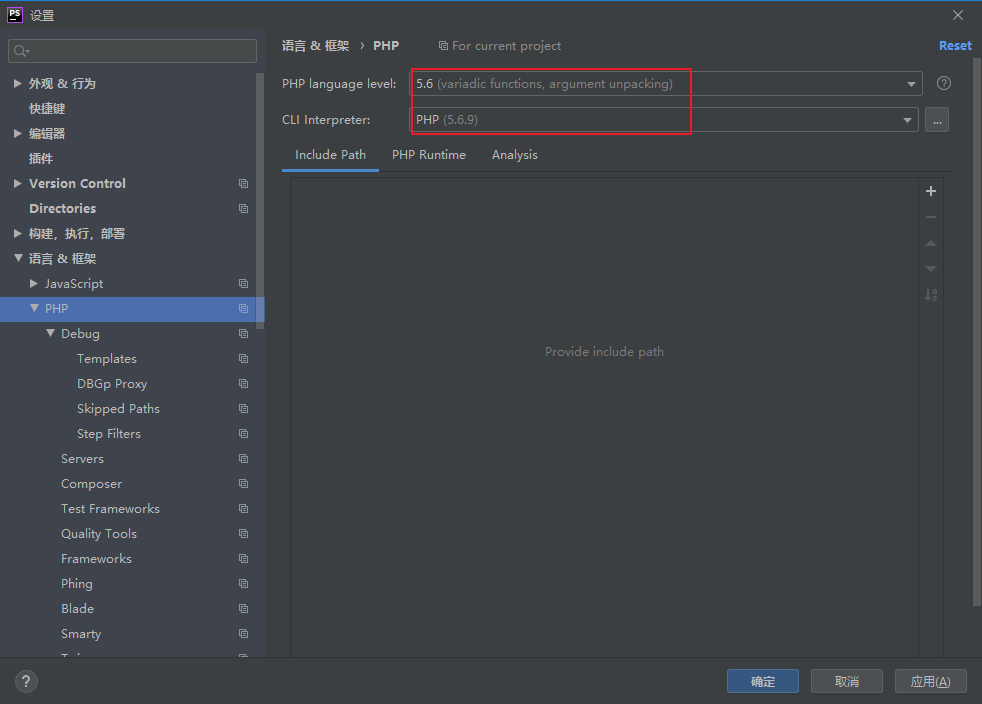 PS 设置
语言 & 框架 › PHP For current project Reset
PHP language level: 5.6 (variadic functions, argument unpacking) ?
CLI Interpreter: PHP (5.6.9) ...
Include Path PHP Runtime Analysis
Provide include path
外观 & 行为
快捷键
编辑器
插件
Version Control
Directories
构建，执行，部署
语言 & 框架
JavaScript
PHP
Debug
Templates
DBGp Proxy
Skipped Paths
Step Filters
Servers
Composer
Test Frameworks
Quality Tools
Frameworks
Phing
Blade
Smarty
? 确定 取消 应用(A)